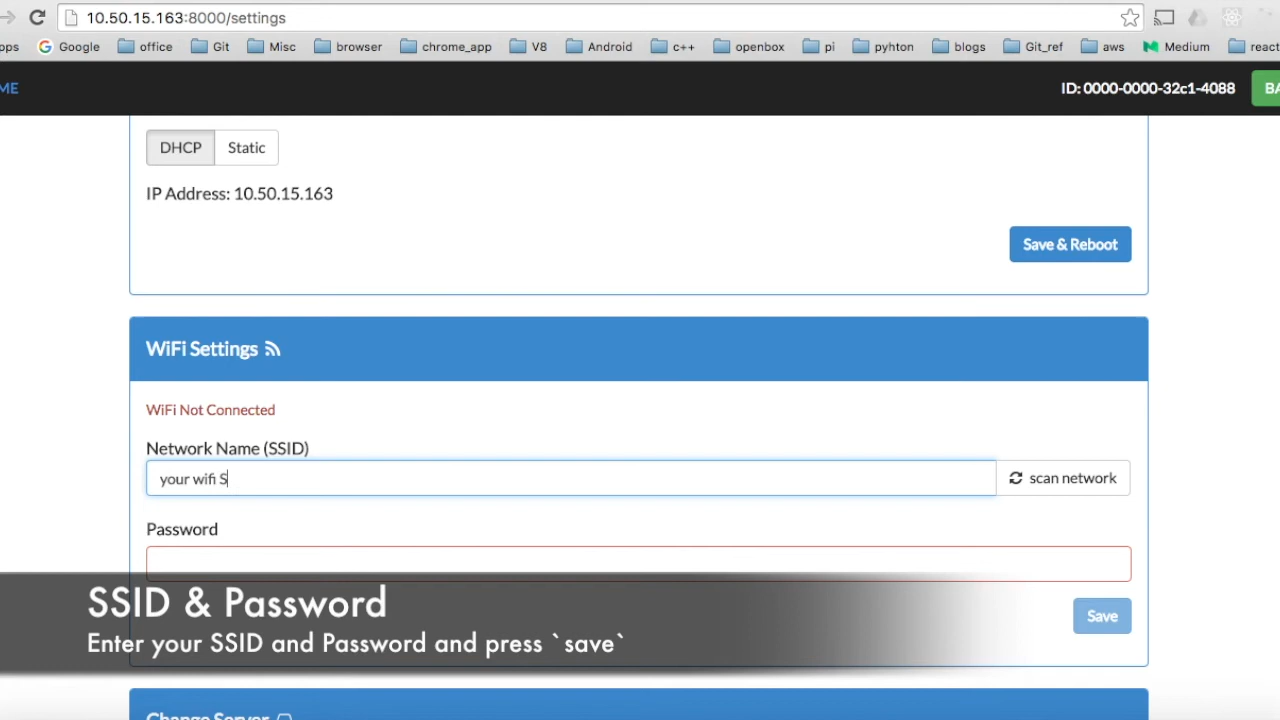 10.50.15.163:8000/settings
pps Google office Git Misc browser chrome_app V8 Android c++ openbox pi pyhton blogs Git_ref aws Medium react
ME ID: 0000-0000-32c1-4088 BA
DHCP Static
IP Address: 10.50.15.163
Save & Reboot
WiFi Settings
WiFi Not Connected
Network Name (SSID)
your wifi S
scan network
Password
SSID & Password
Enter your SSID and Password and press `save`
Save
Change Server